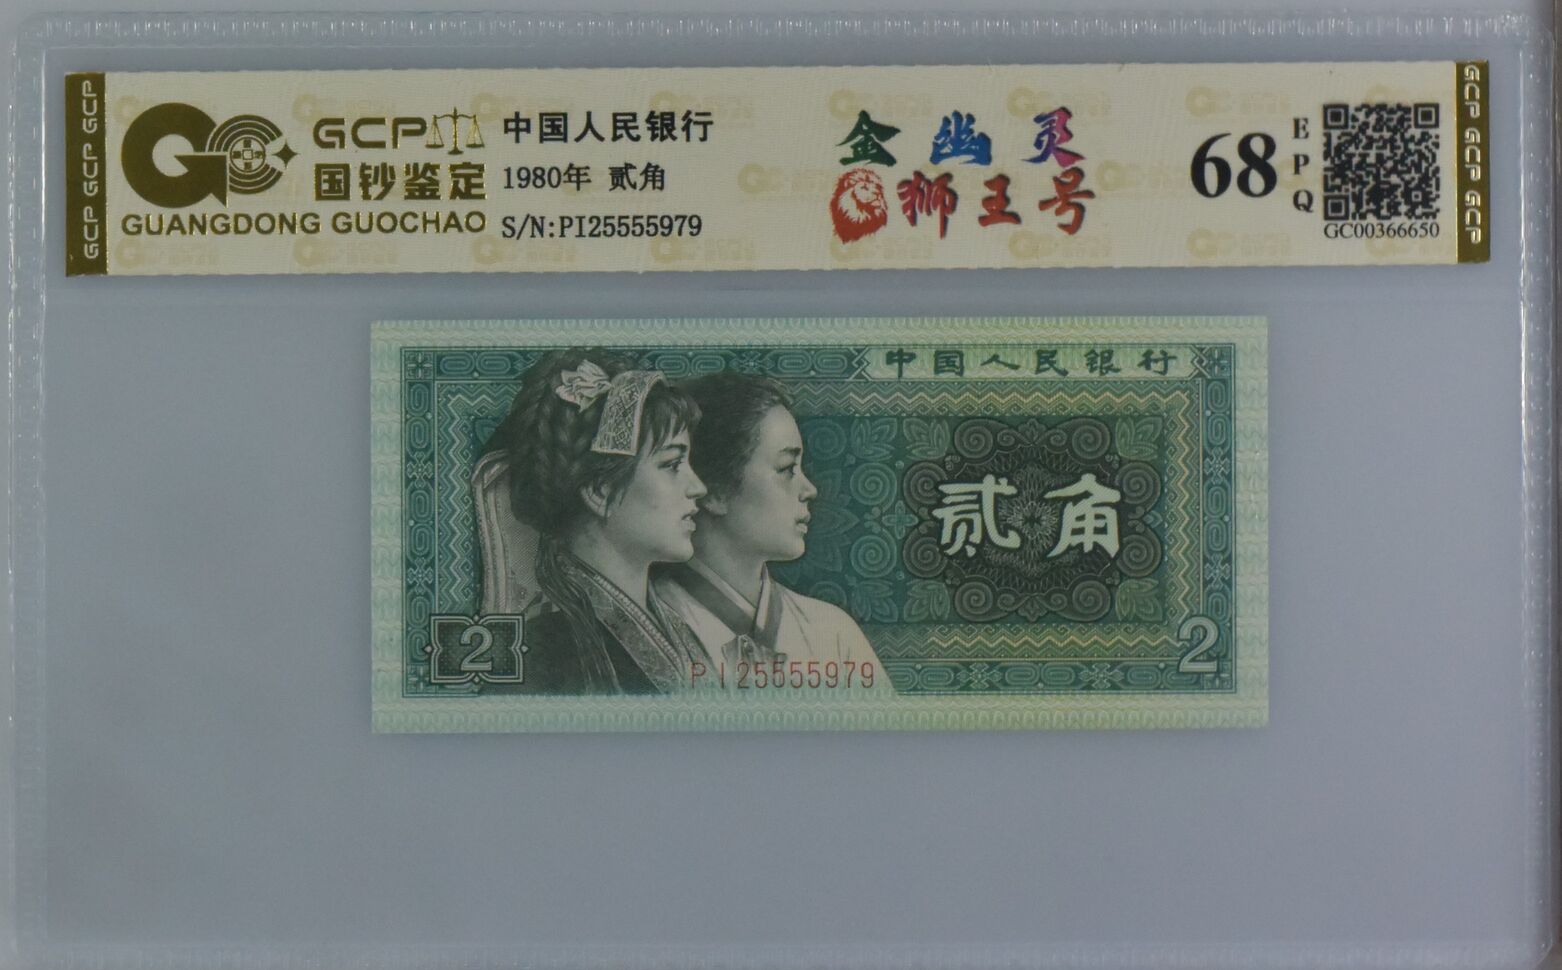 GCP GCP GCP
GCP
国钞鉴定
GUANGDONG GUOCHAO
中国人民银行
1980年 贰角
S/N:PI25555979
金幽灵
狮王号
68
EPQ
GC00366650
GCP GCP GCP
中国人民银行
贰角
2
2
PI25555979